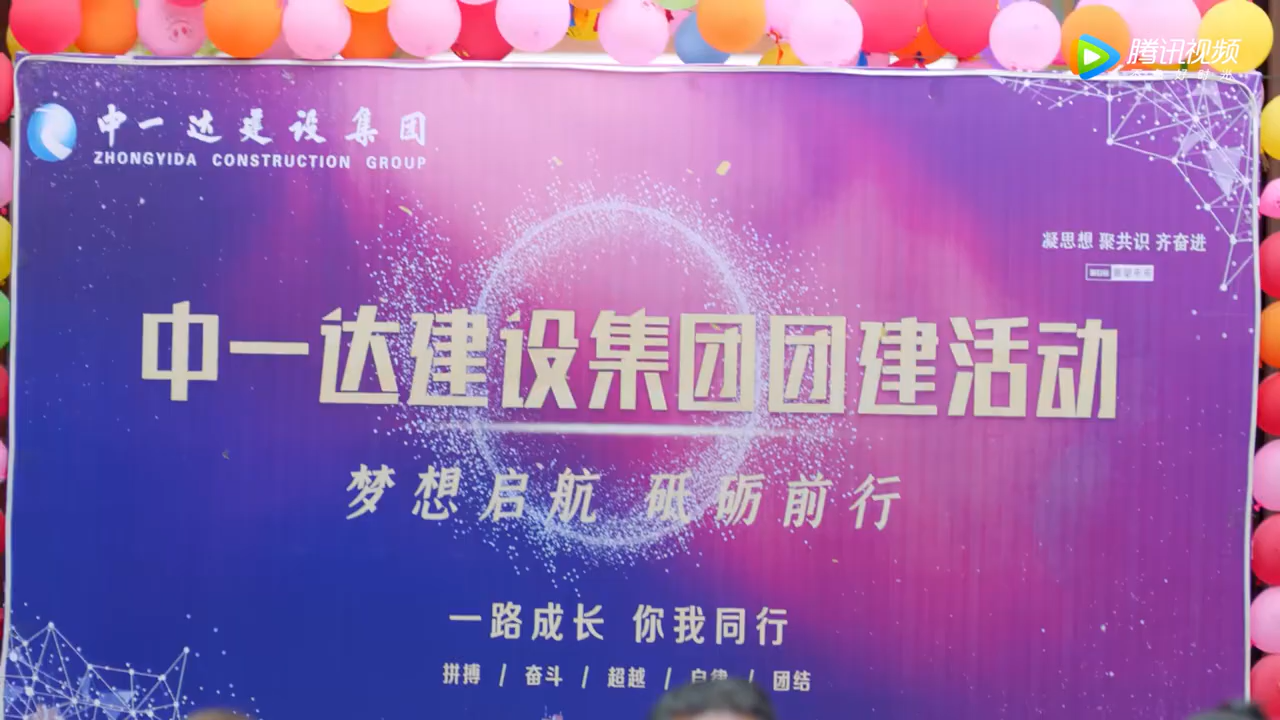 腾讯视频
中一达建设集团
ZHONGYIDA CONSTRUCTION GROUP
凝思想 聚共识 齐奋进
中一达建设集团团建活动
梦想启航 砥砺前行
一路成长 你我同行
拼搏 / 奋斗 / 超越 / 自律 / 团结